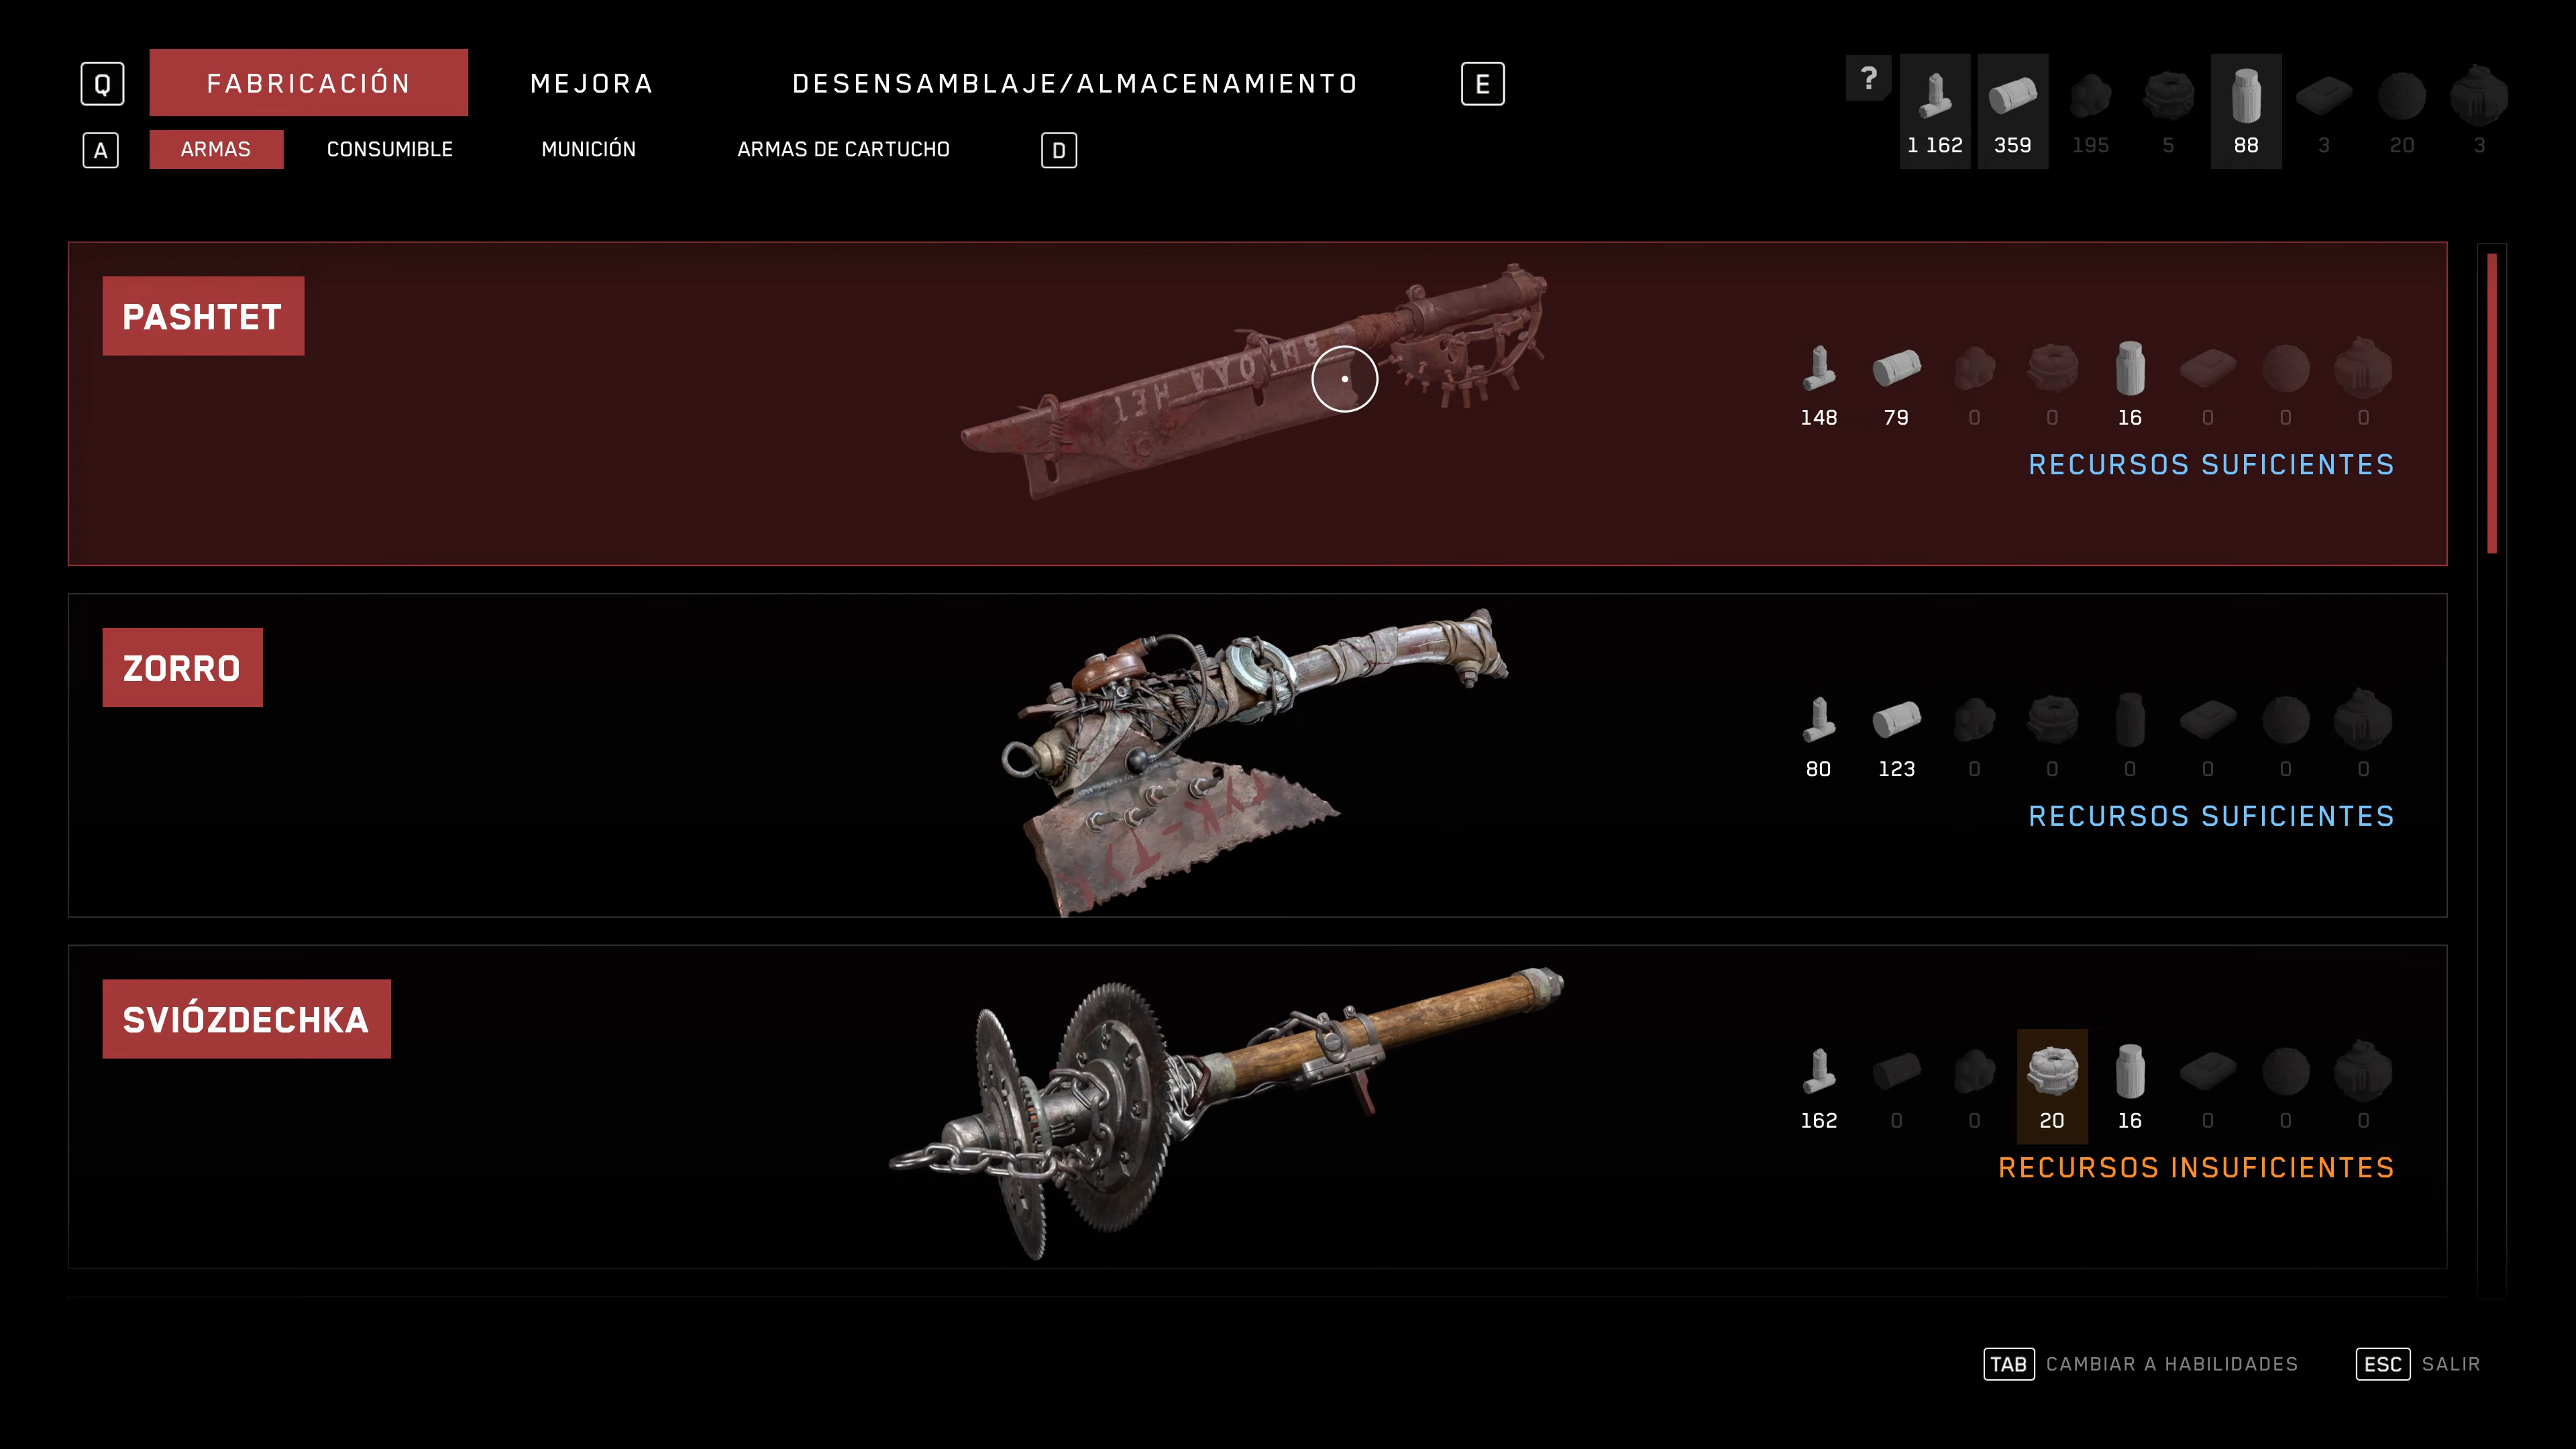 Q FABRICACIÓN MEJORA DESENSAMBLAJE/ALMACENAMIENTO E
?
1 162 359 195 5 88 3 20 3
A ARMAS CONSUMIBLE MUNICIÓN ARMAS DE CARTUCHO D
PASHTET
148 79 0 0 16 0 0 0
RECURSOS SUFICIENTES
ZORRO
80 123 0 0 0 0 0 0
RECURSOS SUFICIENTES
SVIÓZDECHKA
162 0 0 20 16 0 0 0
RECURSOS INSUFICIENTES
TAB CAMBIAR A HABILIDADES ESC SALIR